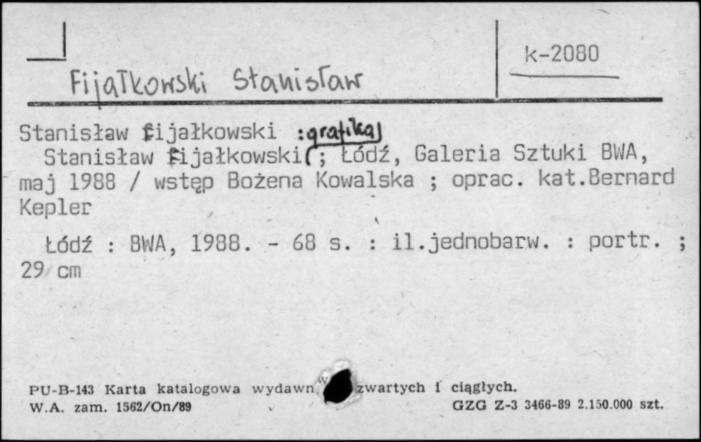 k-2080
Fijałkowski Stanisław
Stanisław Fijałkowski : grafika
Stanisław Fijałkowski ; Łódź, Galeria Sztuki BWA,
maj 1988 / wstęp Bożena Kowalska ; oprac. kat.Bernard
Kepler
Łódź : BWA, 1988. - 68 s. : il.jednobarw. : portr. ;
29 cm
PU-B-143 Karta katalogowa wydawn zwartych i ciągłych.
W.A. zam. 1562/On/89 GZG Z-3 3466-89 2.150.000 szt.